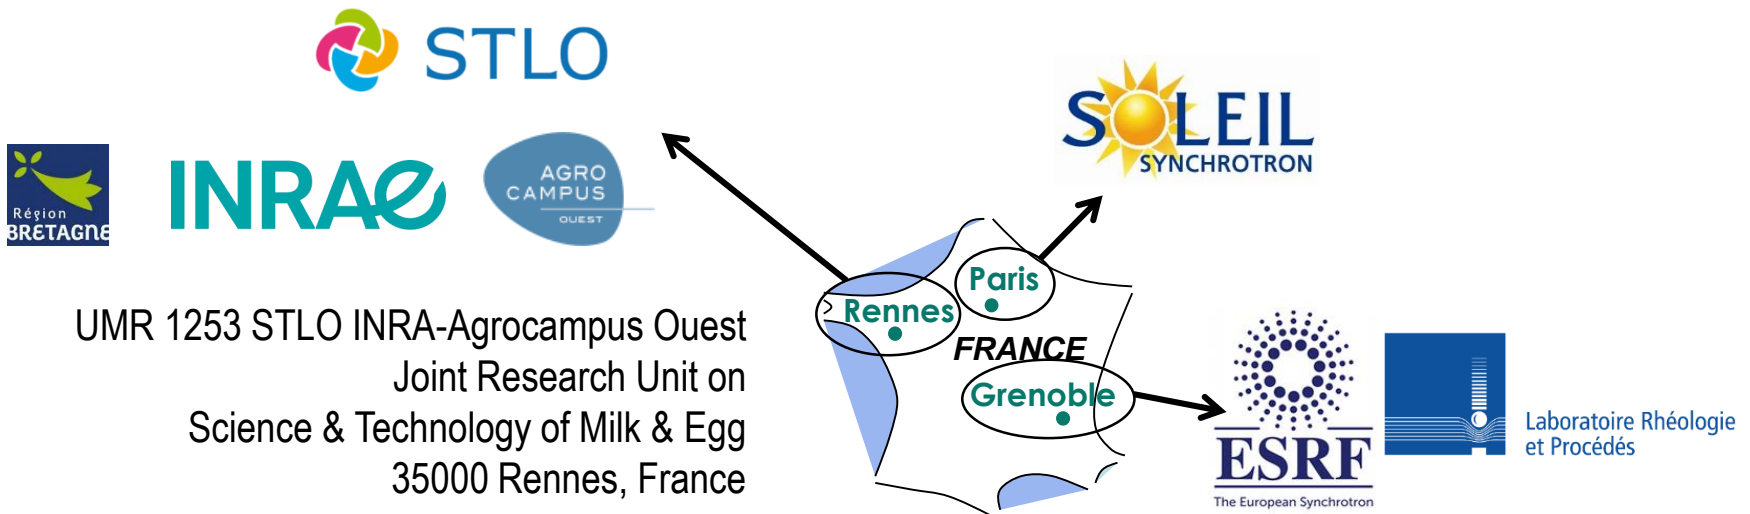 STLO
SOLEIL
SYNCHROTRON
Région
BRETAGNE
INRAE
AGRO
CAMPUS
OUEST
Paris
Rennes
FRANCE
Grenoble
UMR 1253 STLO INRA-Agrocampus Ouest
Joint Research Unit on
Science & Technology of Milk & Egg
35000 Rennes, France
ESRF
The European Synchrotron
Laboratoire Rhéologie
et Procédés